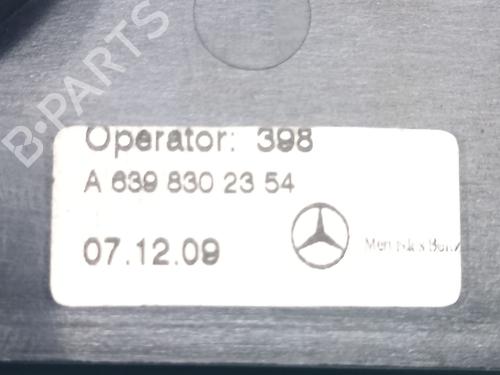 B-PARTS
Operator: 398
A 639 830 23 54
07.12.09
Mercedes Benz